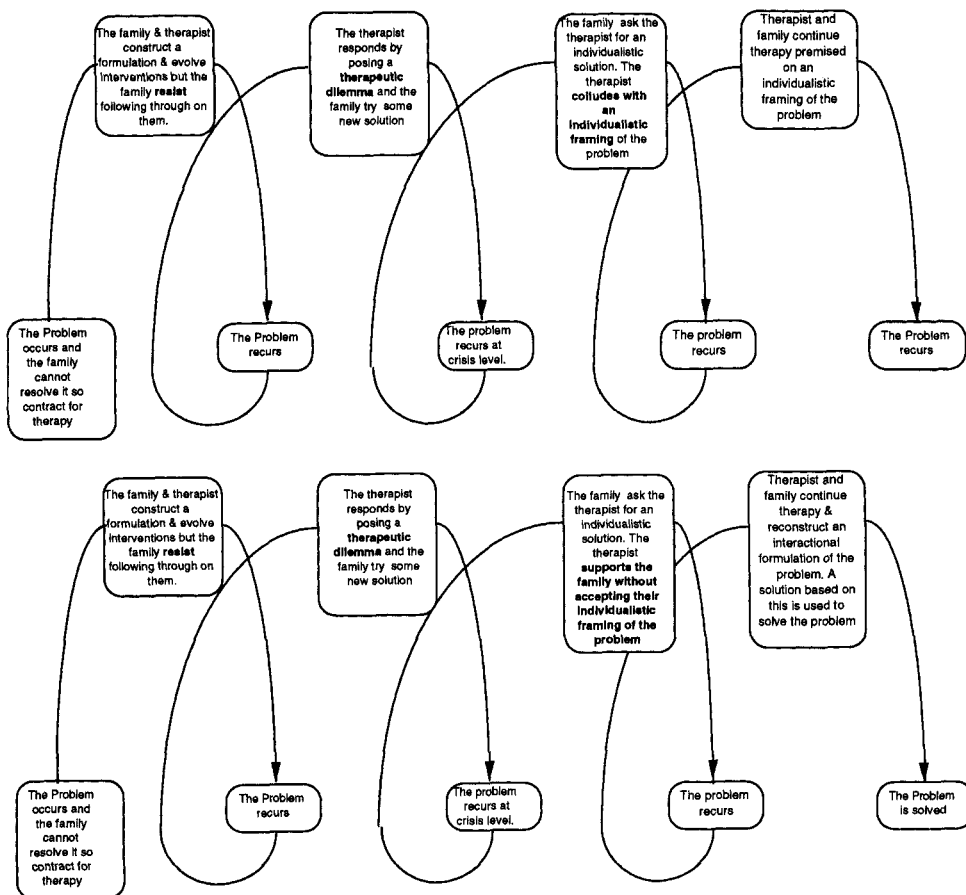 The family & therapist
construct a
formulation & evolve
interventions but the
family resist
following through on
them.
The therapist
responds by
posing a
therapeutic
dilemma and the
family try some
new solution
The family ask the
therapist for an
individualistic
solution. The
therapist
colludes with
an
individualistic
framing of the
problem
Therapist and
family continue
therapy premised
on an
individualistic
framing of the
problem
The Problem
occurs and
the family
cannot
resolve it so
contract for
therapy
The Problem
recurs
The problem
recurs at
crisis level.
The problem
recurs
The Problem
recurs
The family & therapist
construct a
formulation & evolve
interventions but the
family resist
following through on
them.
The therapist
responds by
posing a
therapeutic
dilemma and the
family try some
new solution
The family ask the
therapist for an
individualistic
solution. The
therapist
supports the
family without
accepting their
individualistic
framing of the
problem
Therapist and
family continue
therapy &
reconstruct an
interactional
formulation of the
problem. A
solution based on
this is used to
solve the problem
The Problem
occurs and
the family
cannot
resolve it so
contract for
therapy
The Problem
recurs
The problem
recurs at
crisis level.
The problem
recurs
The Problem
is solved